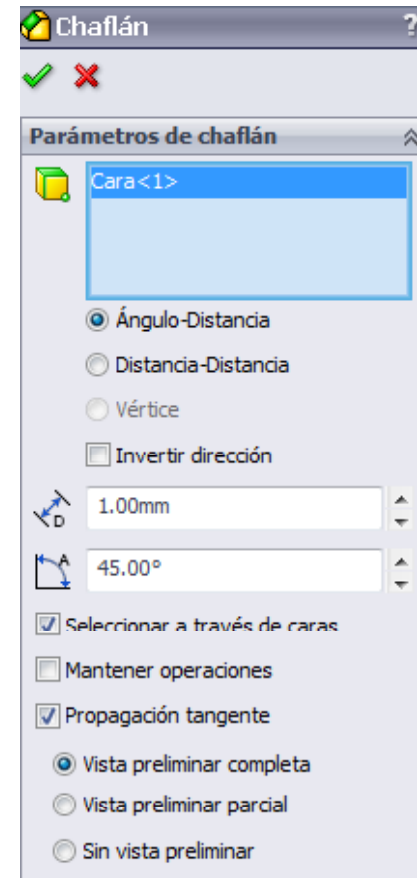 Chaflán ?
Parámetros de chaflán
Cara<1>
Ángulo-Distancia
Distancia-Distancia
Vértice
Invertir dirección
D 1.00mm
A 45.00°
Seleccionar a través de caras
Mantener operaciones
Propagación tangente
Vista preliminar completa
Vista preliminar parcial
Sin vista preliminar